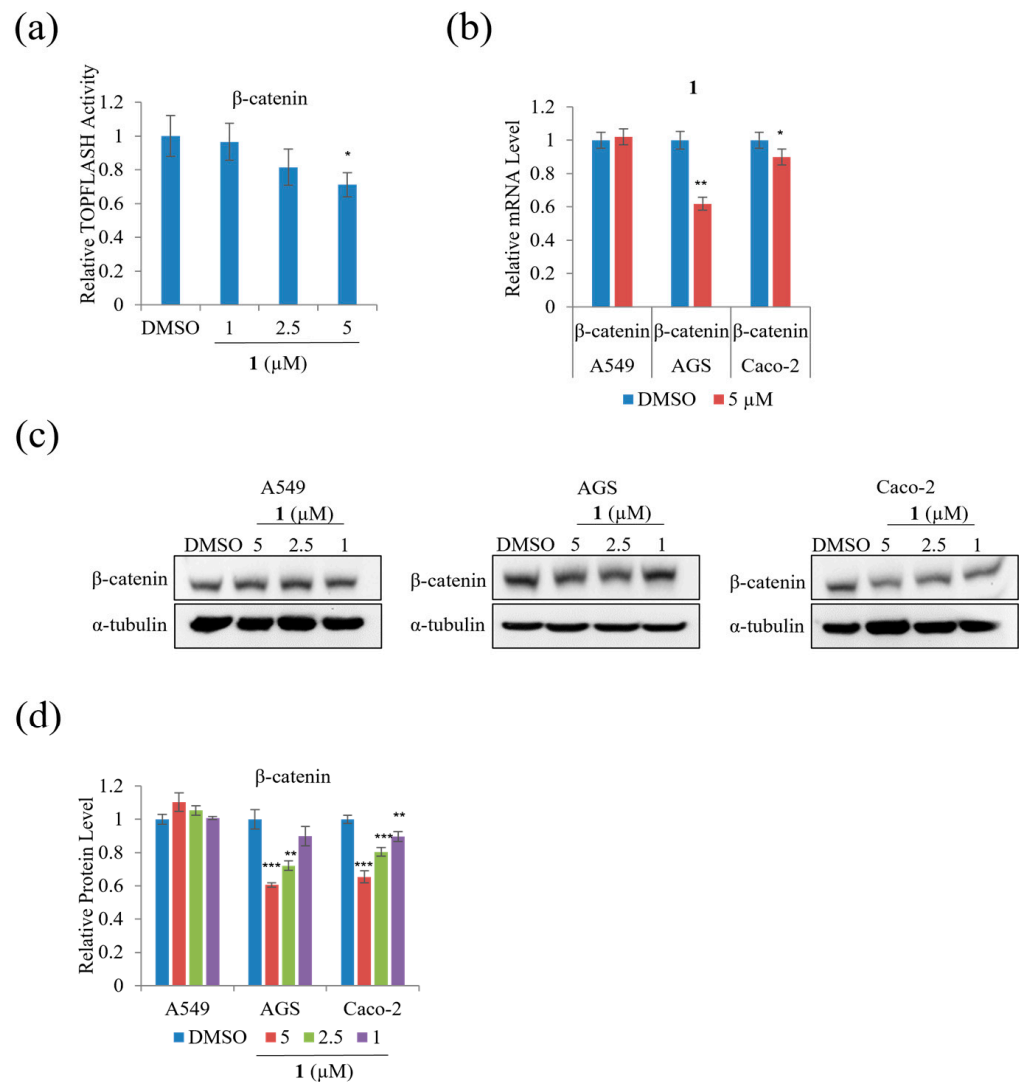 (a)
β-catenin
Relative TOPFLASH Activity
1.2
1
0.8
0.6
0.4
0.2
0
*
DMSO 1 2.5 5
1 (μM)
(b)
1
Relative mRNA Level
1.2
1
0.8
0.6
0.4
0.2
0
**
*
β-catenin β-catenin β-catenin
A549 AGS Caco-2
DMSO 5 μM
(c)
A549
1 (μM)
DMSO 5 2.5 1
β-catenin
α-tubulin
AGS
1 (μM)
DMSO 5 2.5 1
β-catenin
α-tubulin
Caco-2
1 (μM)
DMSO 5 2.5 1
β-catenin
α-tubulin
(d)
β-catenin
Relative Protein Level
1.2
1
0.8
0.6
0.4
0.2
0
*** **
*** *** **
A549 AGS Caco-2
DMSO 5 2.5 1
1 (μM)